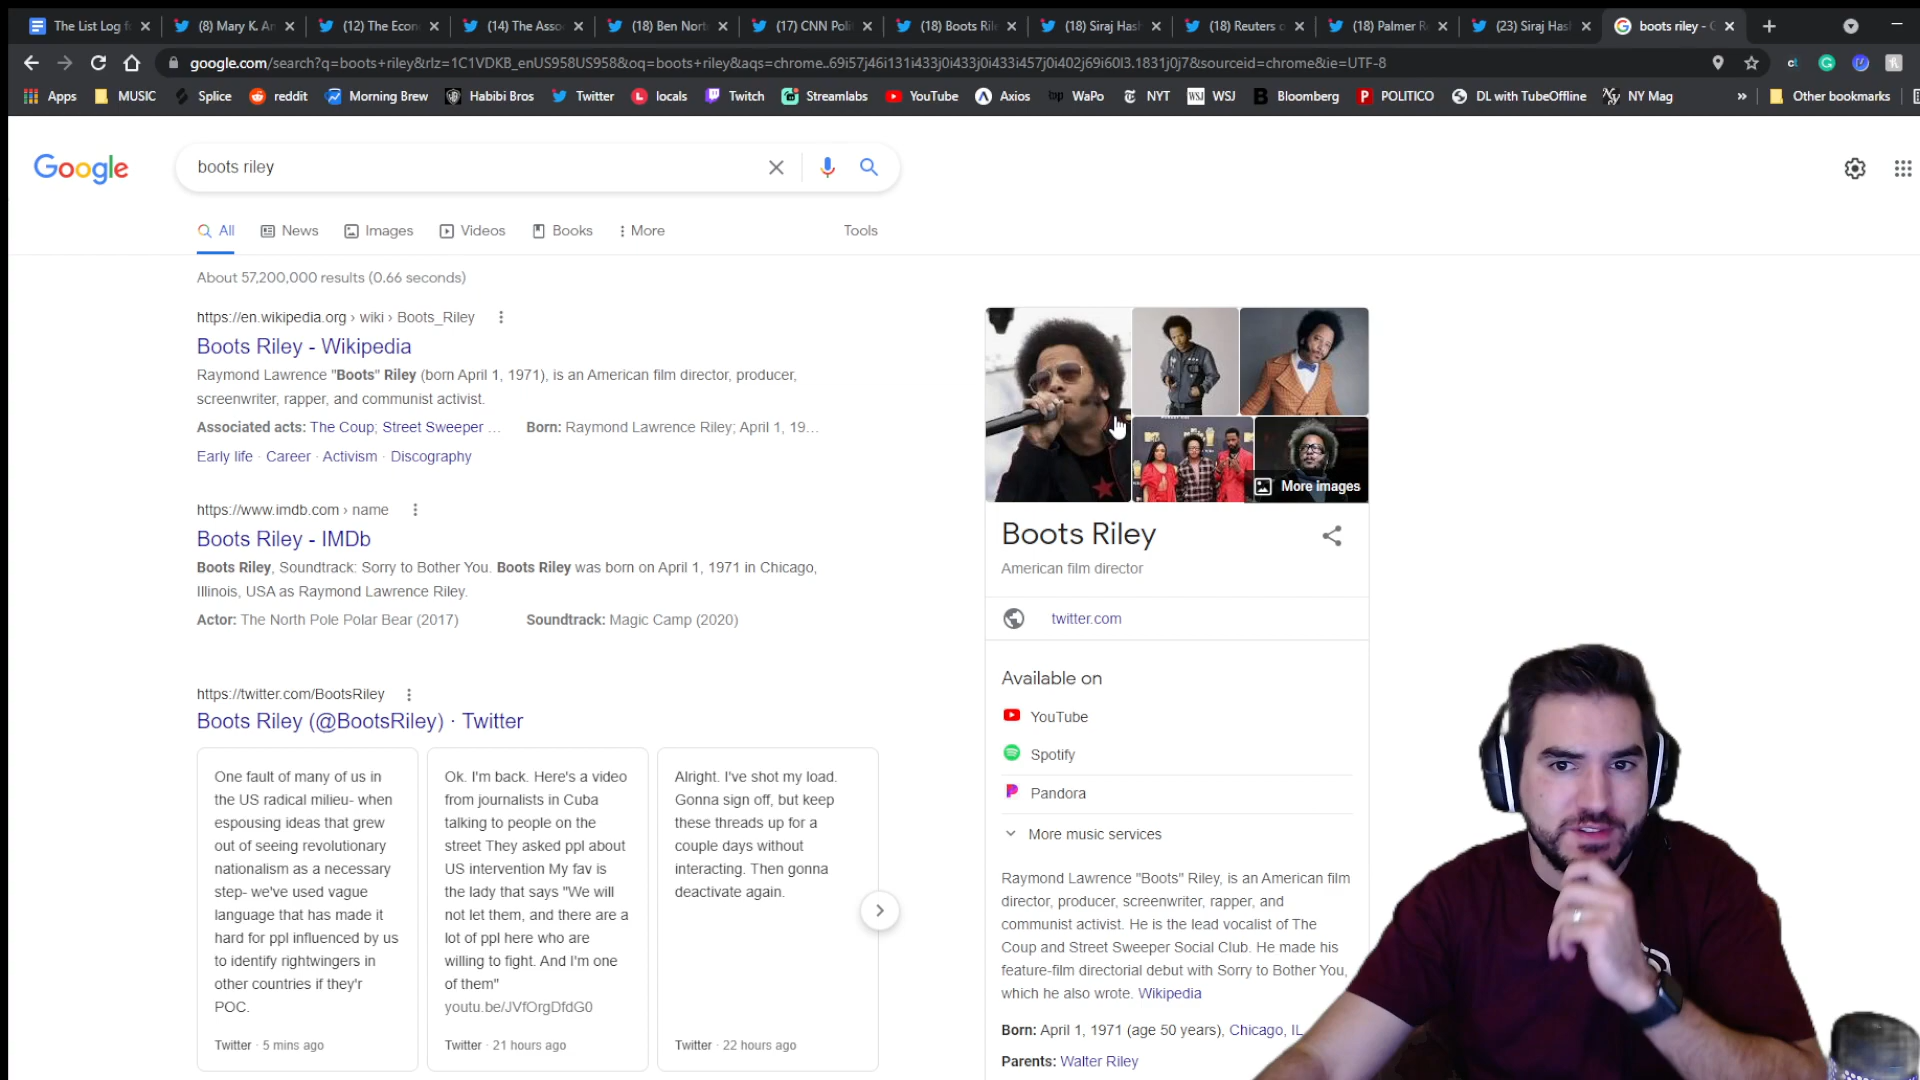 The List Log f
(8) Mary K. An
(12) The Econ
(14) The Asso
(18) Ben Nort
(17) CNN Poli
(18) Boots Rile
(18) Siraj Hash
(18) Reuters o
(18) Palmer R
(23) Siraj Hash
boots riley - G
google.com/search?q=boots+riley&rlz=1C1VDKB_enUS958US958&oq=boots+riley&aqs=chrome..69i57j46i131i433j0i433j0i433i457j0i402j69i60l3.1831j0j7&sourceid=chrome&ie=UTF-8
Apps
MUSIC
Splice
reddit
Morning Brew
Habibi Bros
Twitter
locals
Twitch
Streamlabs
YouTube
Axios
WaPo
NYT
WSJ
Bloomberg
POLITICO
DL with TubeOffline
NY Mag
Other bookmarks
Google
boots riley
All
News
Images
Videos
Books
More
Tools
About 57,200,000 results (0.66 seconds)
https://en.wikipedia.org › wiki › Boots_Riley
Boots Riley - Wikipedia
Raymond Lawrence "Boots" Riley (born April 1, 1971), is an American film director, producer,
screenwriter, rapper, and communist activist.
Associated acts: The Coup; Street Sweeper ... Born: Raymond Lawrence Riley; April 1, 19...
Early life · Career · Activism · Discography
https://www.imdb.com › name
Boots Riley - IMDb
Boots Riley, Soundtrack: Sorry to Bother You. Boots Riley was born on April 1, 1971 in Chicago,
Illinois, USA as Raymond Lawrence Riley.
Actor: The North Pole Polar Bear (2017) Soundtrack: Magic Camp (2020)
https://twitter.com/BootsRiley
Boots Riley (@BootsRiley) · Twitter
One fault of many of us in
the US radical milieu- when
espousing ideas that grew
out of seeing revolutionary
nationalism as a necessary
step- we've used vague
language that has made it
hard for ppl influenced by us
to identify rightwingers in
other countries if they'r
POC.
Twitter · 5 mins ago
Ok. I'm back. Here's a video
from journalists in Cuba
talking to people on the
street They asked ppl about
US intervention My fav is
the lady that says "We will
not let them, and there are a
lot of ppl here who are
willing to fight. And I'm one
of them"
youtu.be/JVfOrgDfdG0
Twitter · 21 hours ago
Alright. I've shot my load.
Gonna sign off, but keep
these threads up for a
couple days without
interacting. Then gonna
deactivate again.
Twitter · 22 hours ago
More images
Boots Riley
American film director
twitter.com
Available on
YouTube
Spotify
Pandora
More music services
Raymond Lawrence "Boots" Riley, is an American film
director, producer, screenwriter, rapper, and
communist activist. He is the lead vocalist of The
Coup and Street Sweeper Social Club. He made his
feature-film directorial debut with Sorry to Bother You,
which he also wrote. Wikipedia
Born: April 1, 1971 (age 50 years), Chicago, IL
Parents: Walter Riley